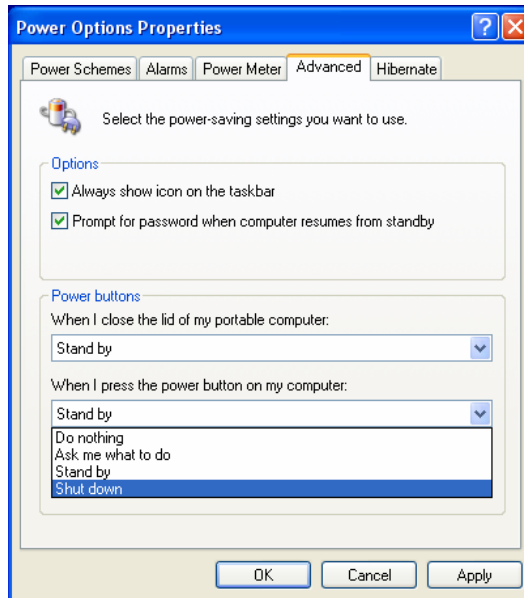 Power Options Properties
Power Schemes Alarms Power Meter Advanced Hibernate
Select the power-saving settings you want to use.
Options
Always show icon on the taskbar
Prompt for password when computer resumes from standby
Power buttons
When I close the lid of my portable computer:
Stand by
When I press the power button on my computer:
Stand by
Do nothing
Ask me what to do
Stand by
Shut down
OK Cancel Apply